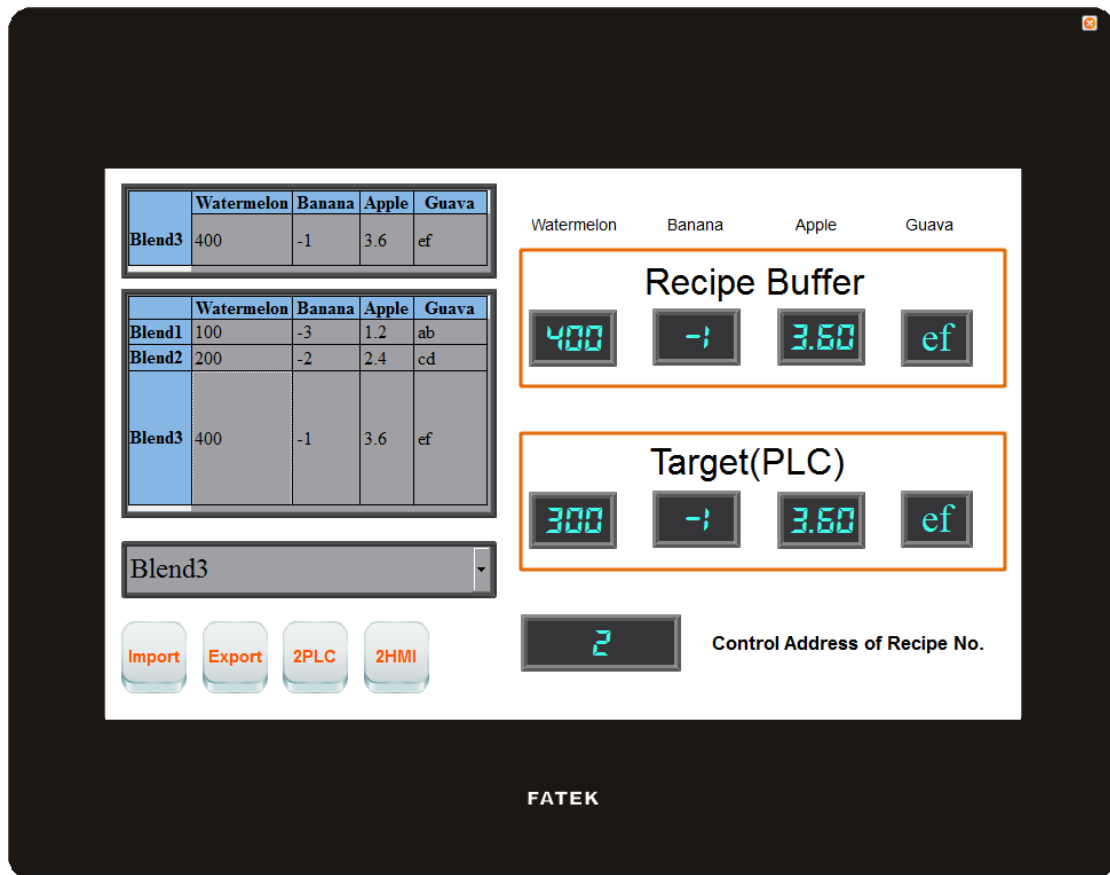 Watermelon Banana Apple Guava
Blend3 400 -1 3.6 ef
Watermelon Banana Apple Guava
Blend1 100 -3 1.2 ab
Blend2 200 -2 2.4 cd
Blend3 400 -1 3.6 ef
Blend3
Import Export 2PLC 2HMI
Watermelon Banana Apple Guava
Recipe Buffer
400 -1 3.60 ef
Target(PLC)
300 -1 3.60 ef
2 Control Address of Recipe No.
FATEK